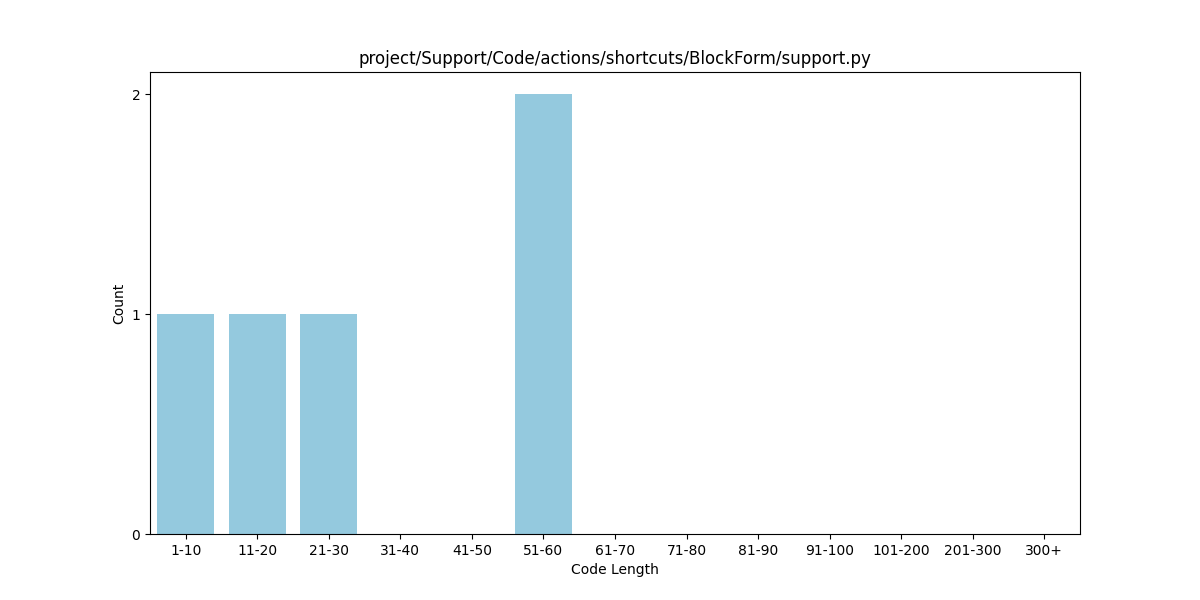 project/Support/Code/actions/shortcuts/BlockForm/support.py
2
1
0
Count
1-10 11-20 21-30 31-40 41-50 51-60 61-70 71-80 81-90 91-100 101-200 201-300 300+
Code Length